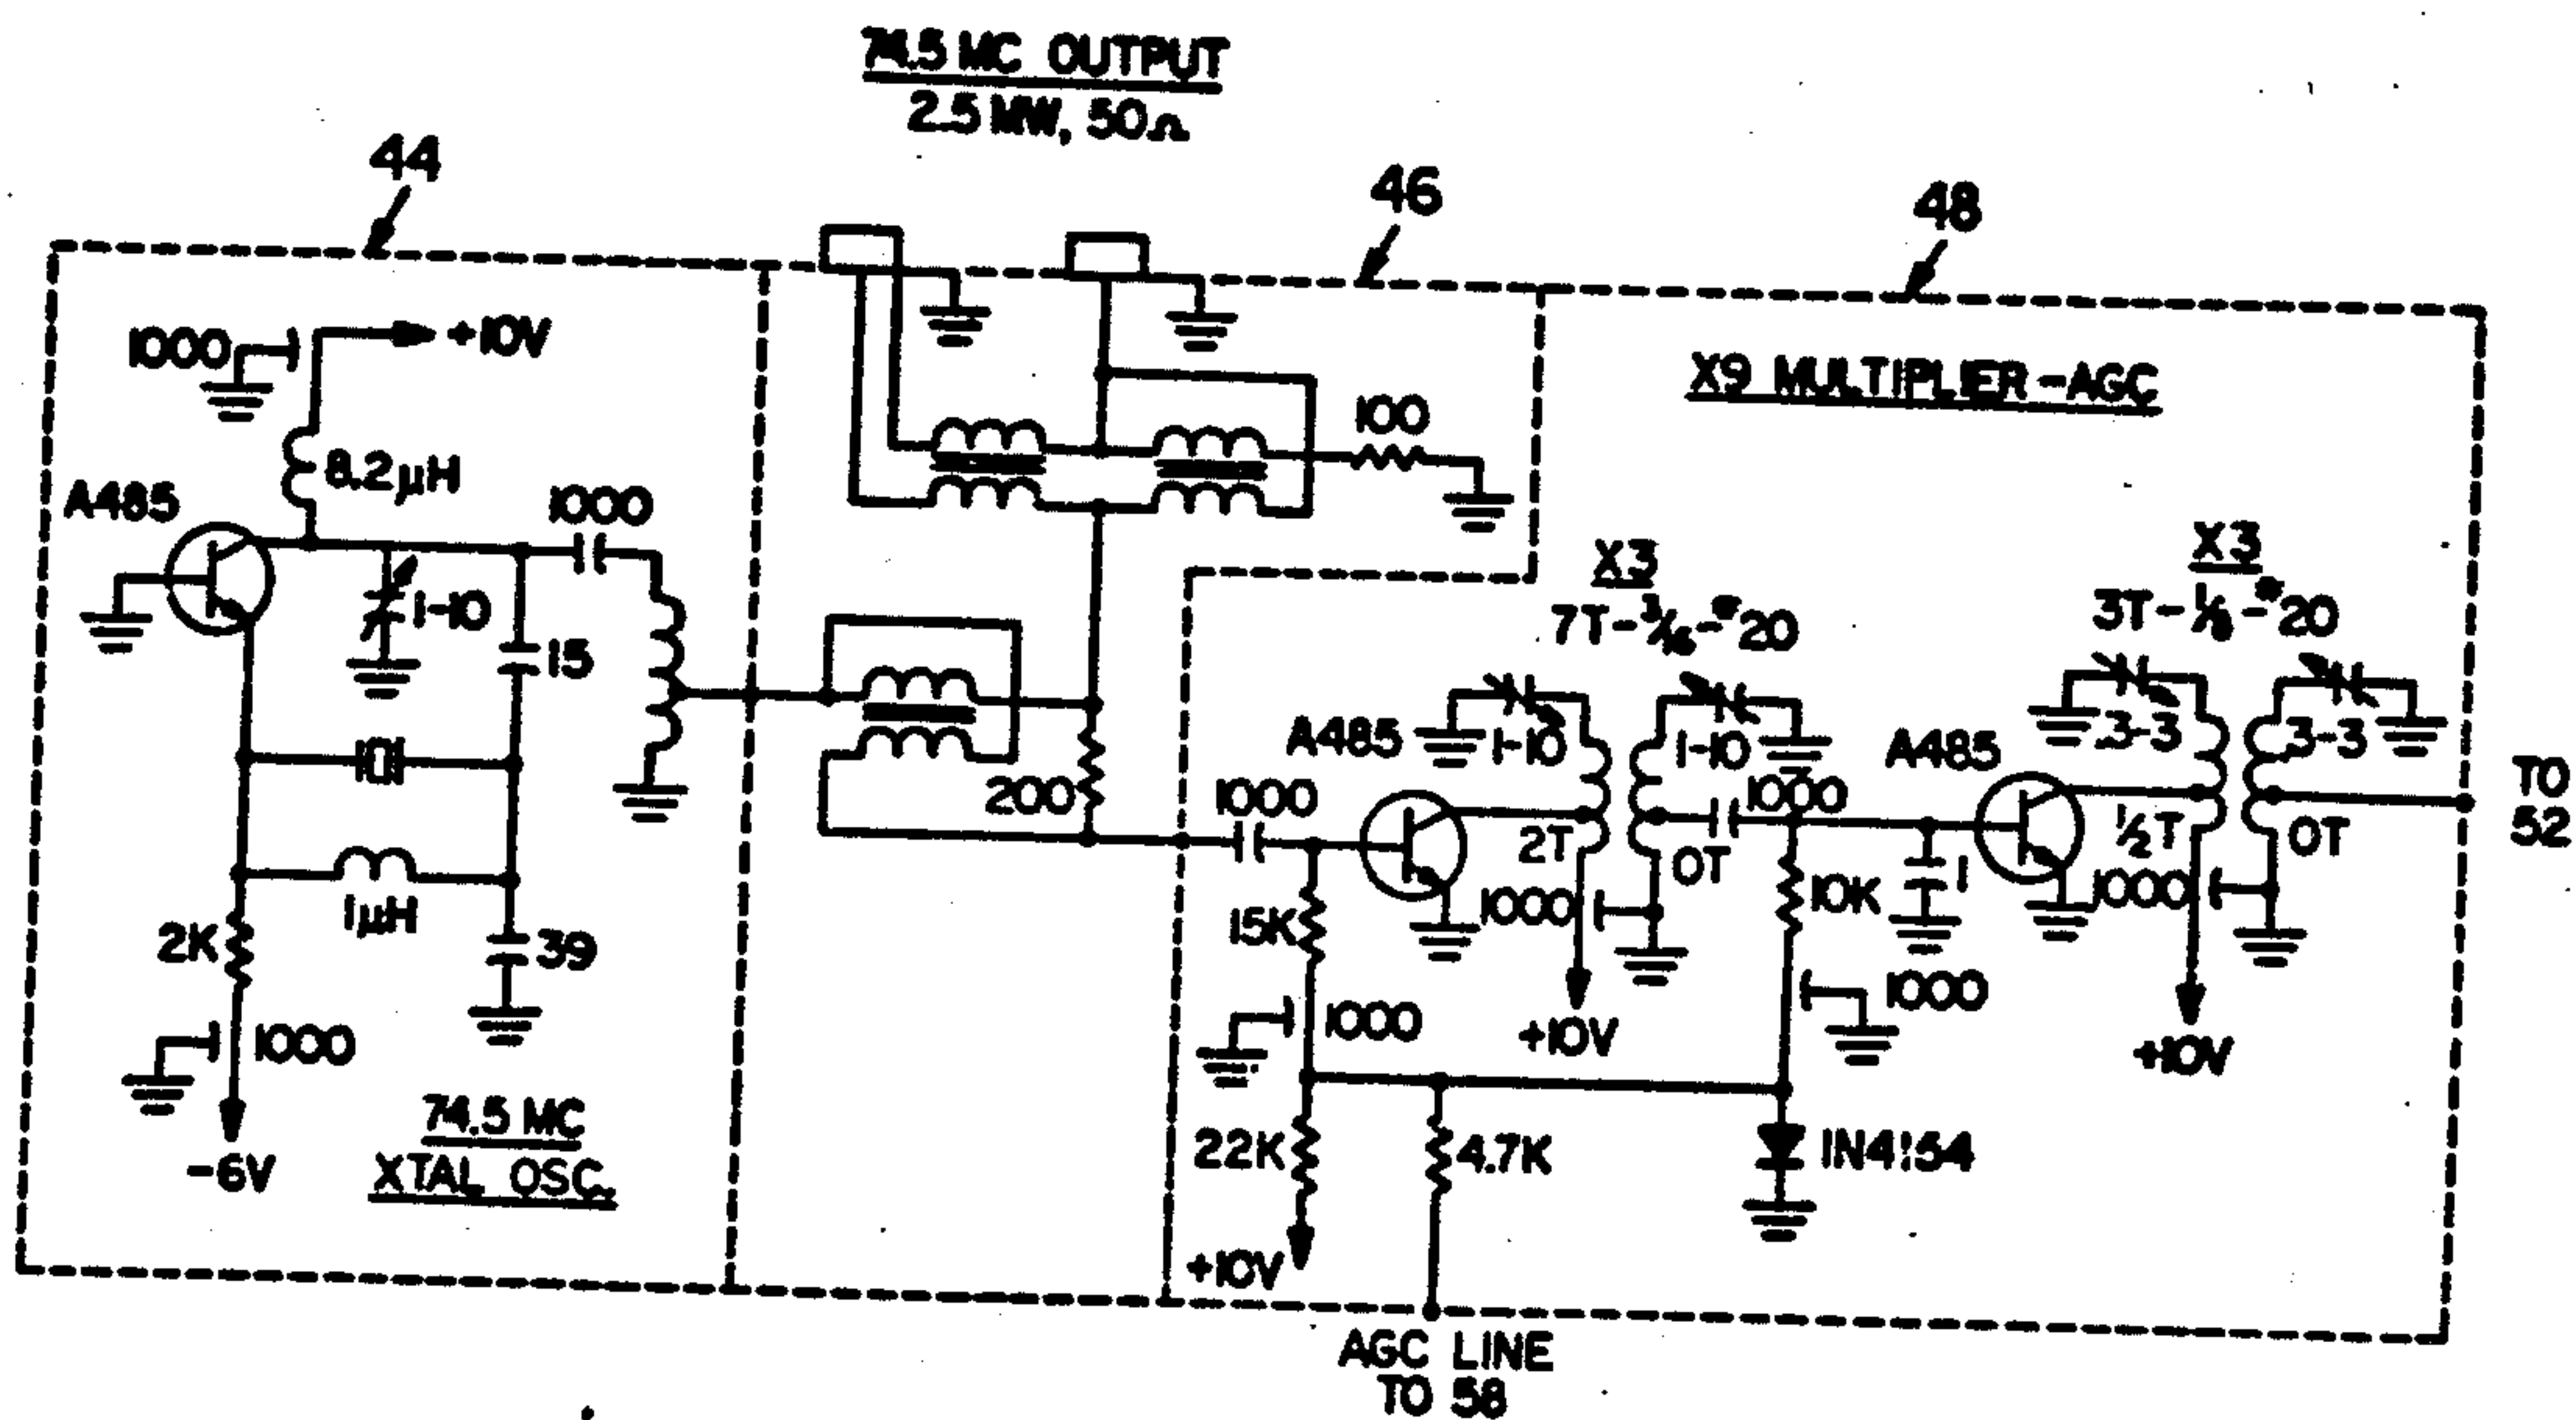 74.5 MC OUTPUT
2.5 MW, 50Ω
44
46
48
1000
+10V
8.2μH
A485
1000
1-10
15
1μH
2K
39
1000
-6V
74.5 MC
XTAL OSC.
100
200
X9 MULTIPLIER-AGC
X3
7T-3/16-#20
1-10
1-10
A485
1000
2T
0T
1000
1000
15K
1000
+10V
10K
1000
22K
+10V
4.7K
1N4154
X3
3T-1/8-#20
.3-3
.3-3
A485
1/2T
0T
1
1000
+10V
TO
52
AGC LINE
TO 58